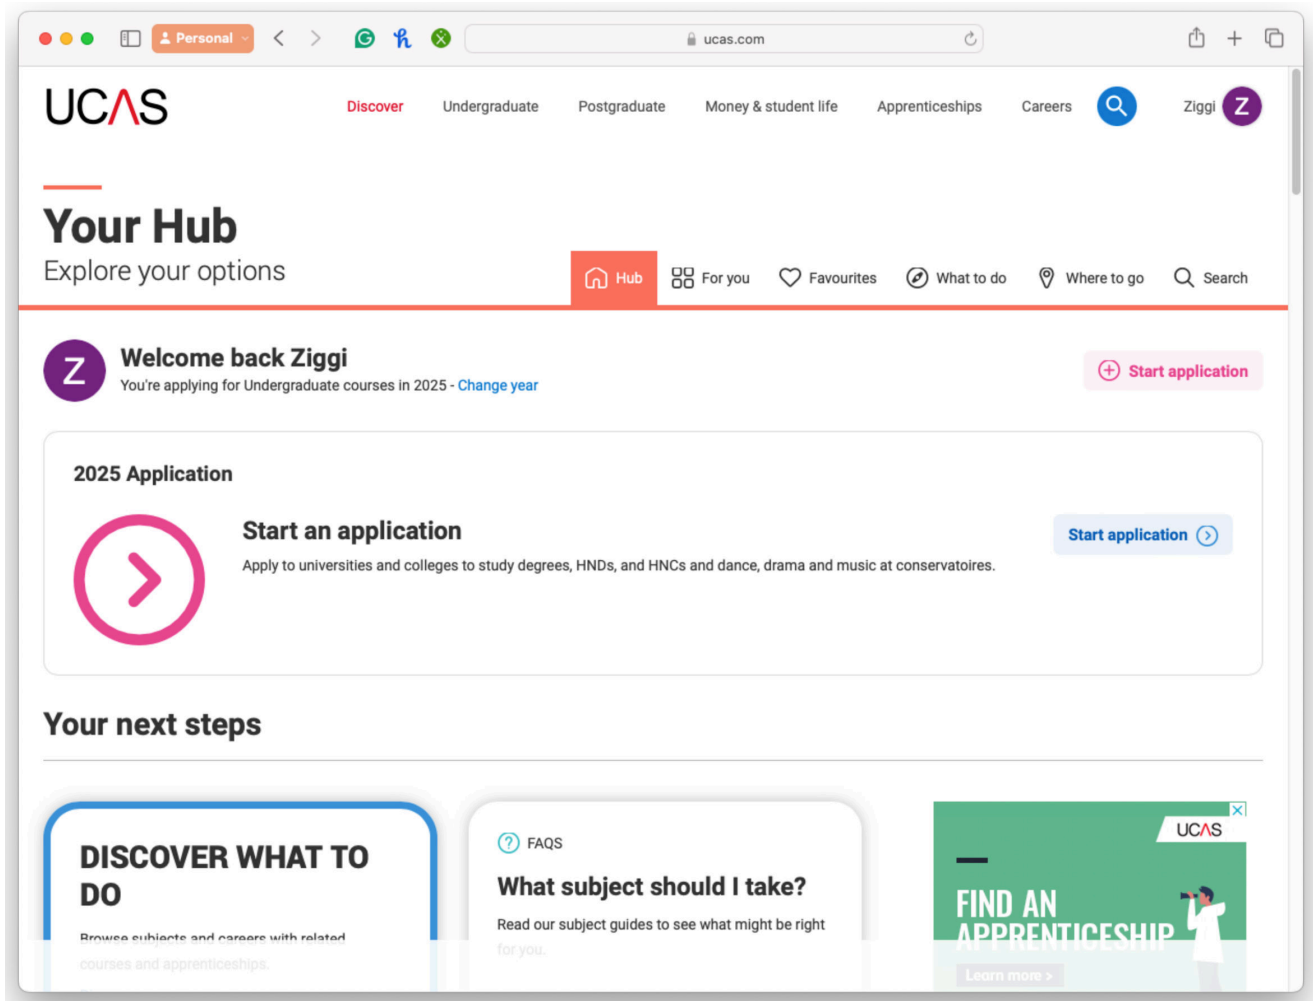 Personal
ucas.com
UCAS
Discover
Undergraduate
Postgraduate
Money & student life
Apprenticeships
Careers
Ziggi
Z
Your Hub
Explore your options
Hub
For you
Favourites
What to do
Where to go
Search
Z
Welcome back Ziggi
You're applying for Undergraduate courses in 2025 - Change year
Start application
2025 Application
Start an application
Apply to universities and colleges to study degrees, HNDs, and HNCs and dance, drama and music at conservatoires.
Start application
Your next steps
DISCOVER WHAT TO
DO
Browse subjects and careers with related
courses and apprenticeships.
? FAQS
What subject should I take?
Read our subject guides to see what might be right
for you.
UCAS
FIND AN
APPRENTICESHIP
Learn more >